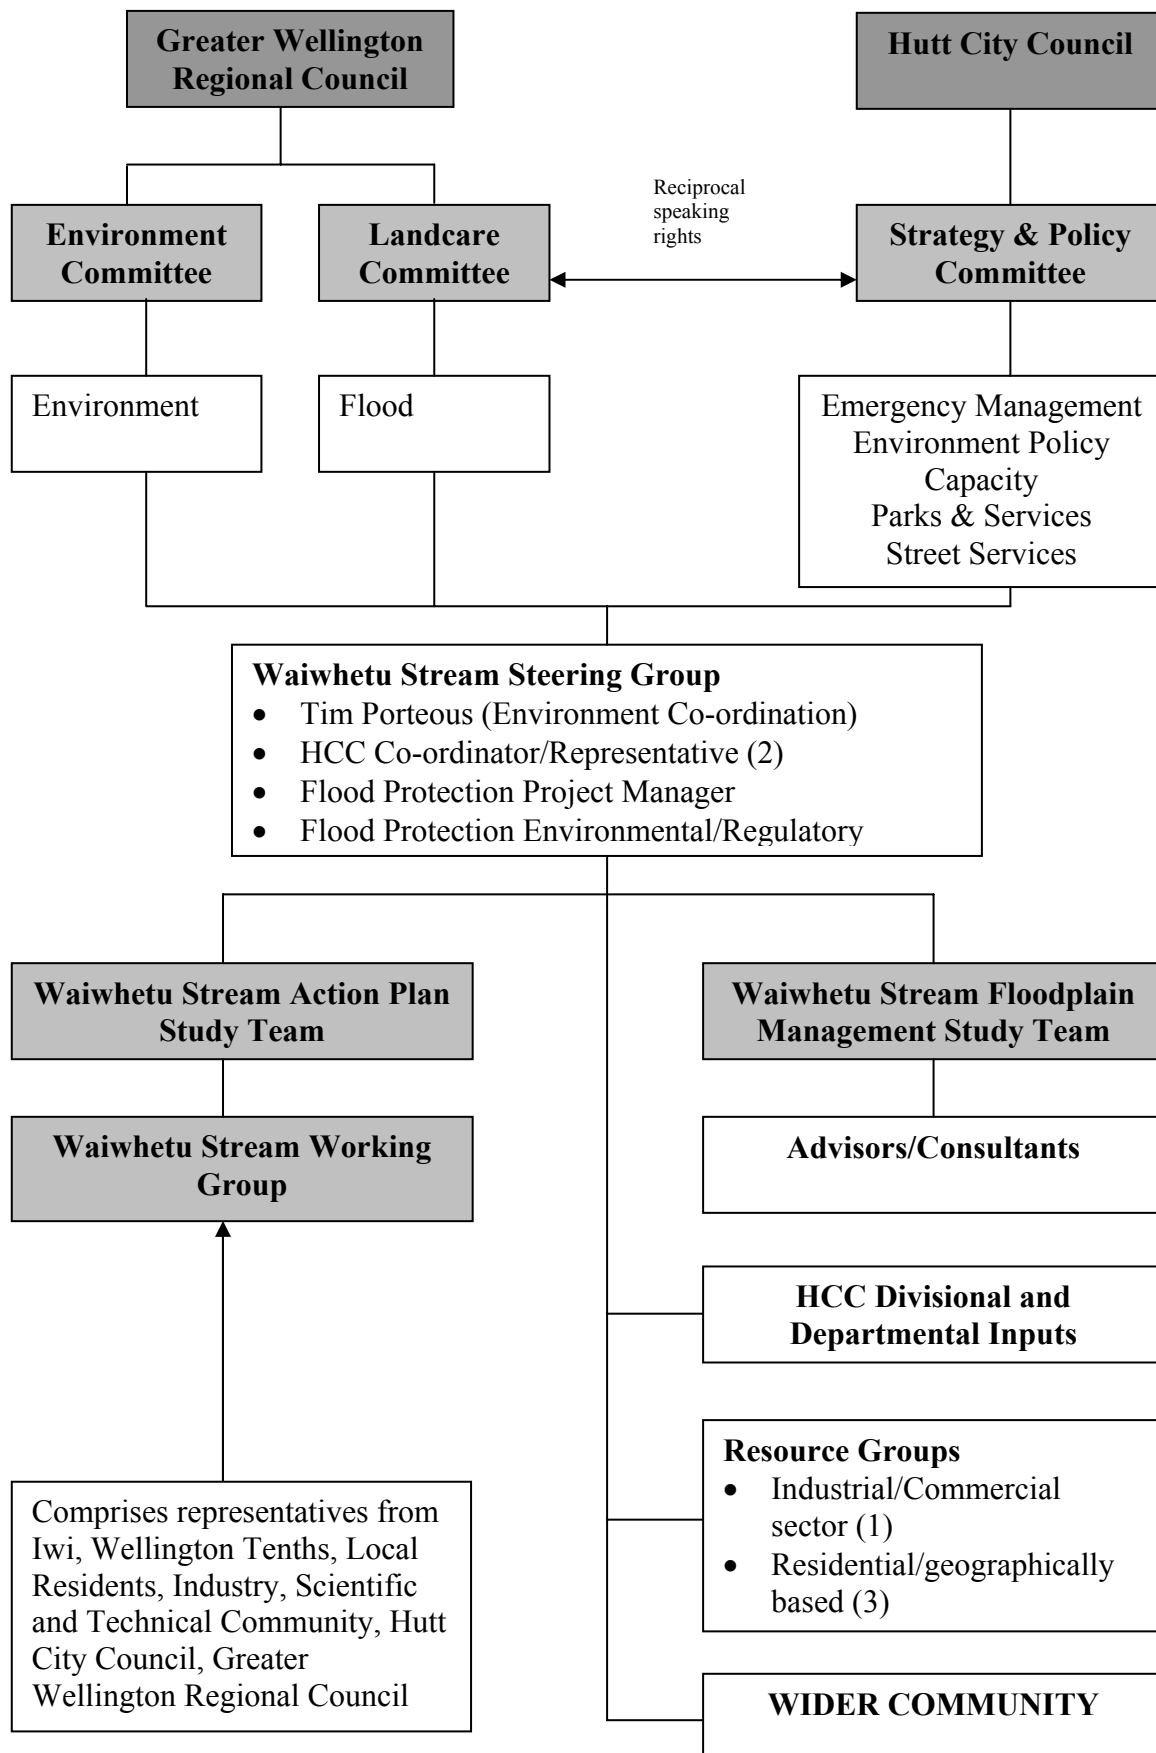 Greater Wellington
Regional Council
Hutt City Council
Reciprocal
speaking
rights
Environment
Committee
Landcare
Committee
Strategy & Policy
Committee
Environment
Flood
Emergency Management
Environment Policy
Capacity
Parks & Services
Street Services
Waiwhetu Stream Steering Group
• Tim Porteous (Environment Co-ordination)
• HCC Co-ordinator/Representative (2)
• Flood Protection Project Manager
• Flood Protection Environmental/Regulatory
Waiwhetu Stream Action Plan
Study Team
Waiwhetu Stream Floodplain
Management Study Team
Waiwhetu Stream Working
Group
Advisors/Consultants
HCC Divisional and
Departmental Inputs
Resource Groups
• Industrial/Commercial
sector (1)
• Residential/geographically
based (3)
Comprises representatives from
Iwi, Wellington Tenths, Local
Residents, Industry, Scientific
and Technical Community, Hutt
City Council, Greater
Wellington Regional Council
WIDER COMMUNITY